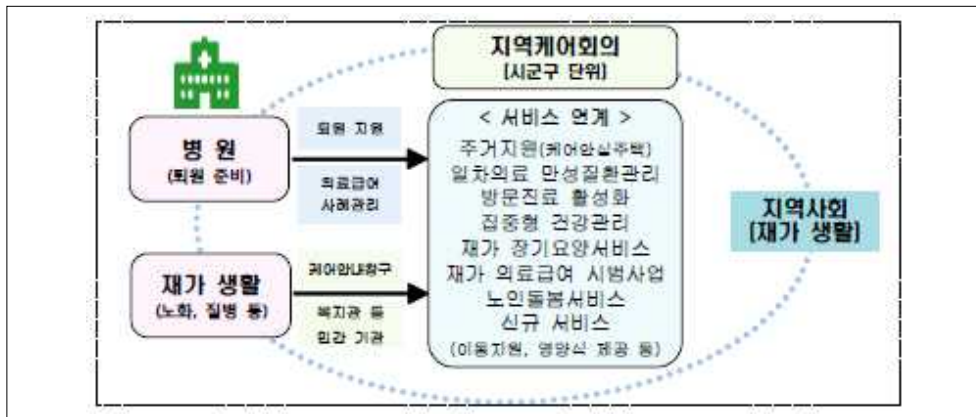 지역케어회의
(시군구 단위)
병 원
(퇴원 준비)
퇴원 지원
의료급여
사례관리
< 서비스 연계 >
주거지원(케어안심주택)
일차의료 만성질환관리
방문진료 활성화
집중형 건강관리
재가 장기요양서비스
재가 의료급여 시범사업
노인돌봄서비스
신규 서비스
(이동지원, 영양식 제공 등)
재가 생활
(노화, 질병 등)
케어안내창구
복지관 등
민간 기관
지역사회
(재가 생활)